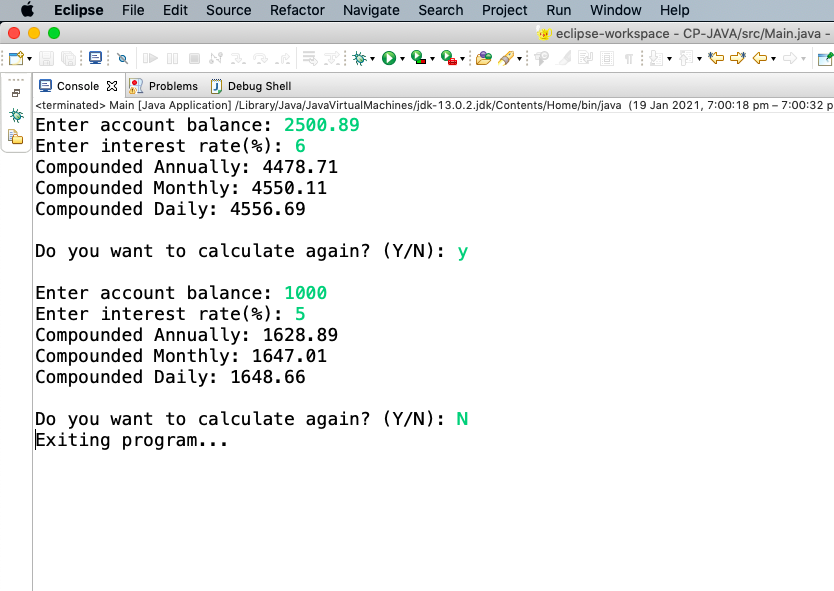 Eclipse File Edit Source Refactor Navigate Search Project Run Window Help
eclipse-workspace - CP-JAVA/src/Main.java -
Console Problems Debug Shell
<terminated> Main [Java Application] /Library/Java/JavaVirtualMachines/jdk-13.0.2.jdk/Contents/Home/bin/java (19 Jan 2021, 7:00:18 pm – 7:00:32 p
Enter account balance: 2500.89
Enter interest rate(%): 6
Compounded Annually: 4478.71
Compounded Monthly: 4550.11
Compounded Daily: 4556.69
Do you want to calculate again? (Y/N): y
Enter account balance: 1000
Enter interest rate(%): 5
Compounded Annually: 1628.89
Compounded Monthly: 1647.01
Compounded Daily: 1648.66
Do you want to calculate again? (Y/N): N
Exiting program...